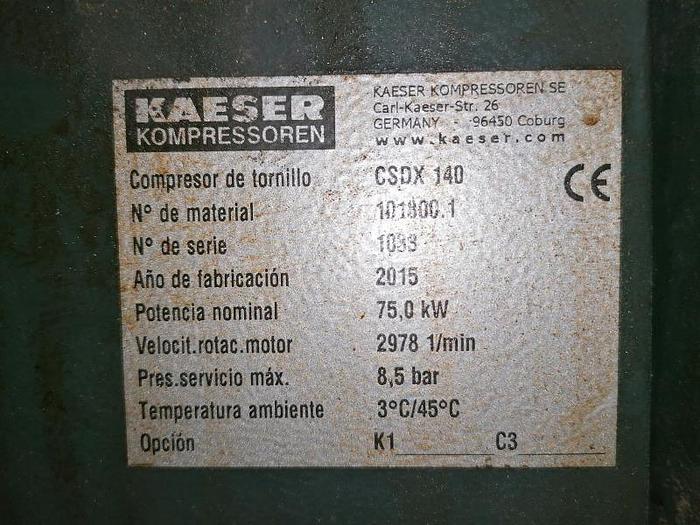 KAESER
KOMPRESSOREN
KAESER KOMPRESSOREN SE
Carl-Kaeser-Str. 26
GERMANY - 96450 Coburg
www.kaeser.com
Compresor de tornillo CSDX 140 CE
Nº de material
Nº de serie
Año de fabricación 2015
Potencia nominal 75,0 kW
Velocit.rotac.motor 2978 1/min
Pres.servicio máx. 8,5 bar
Temperatura ambiente 3°C/45°C
Opción K1 C3